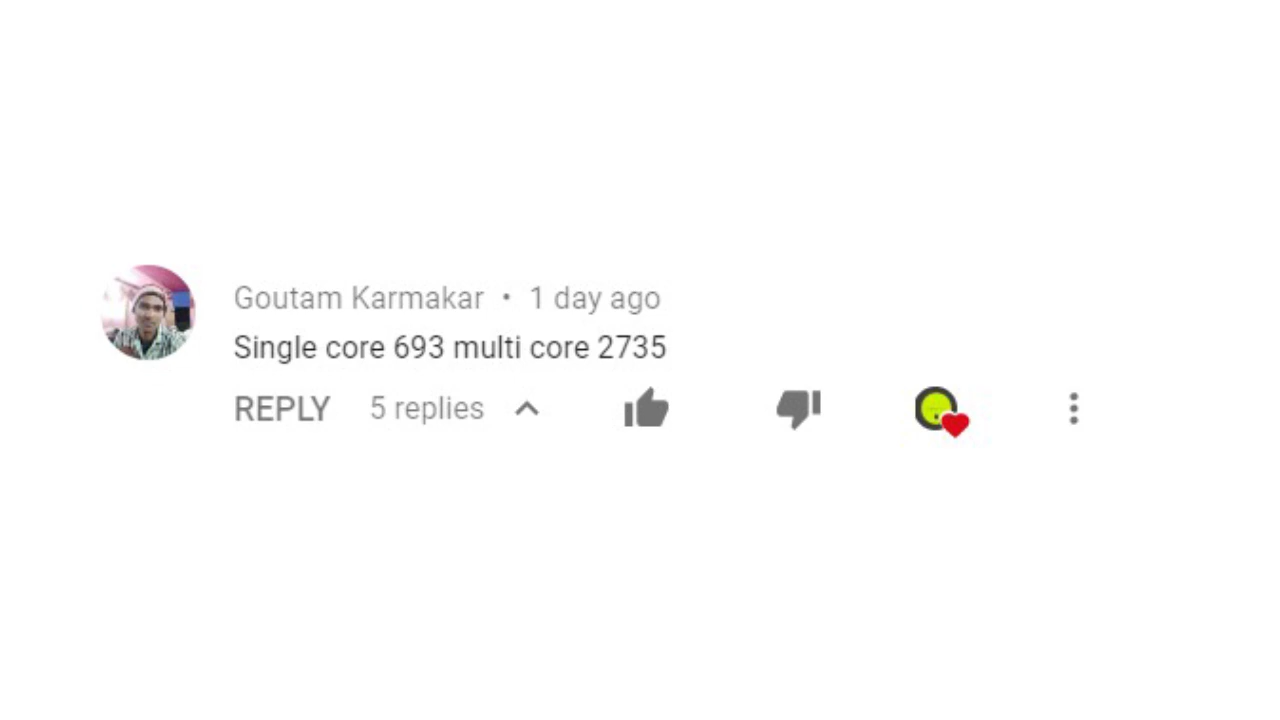 Goutam Karmakar • 1 day ago
Single core 693 multi core 2735
REPLY 5 replies